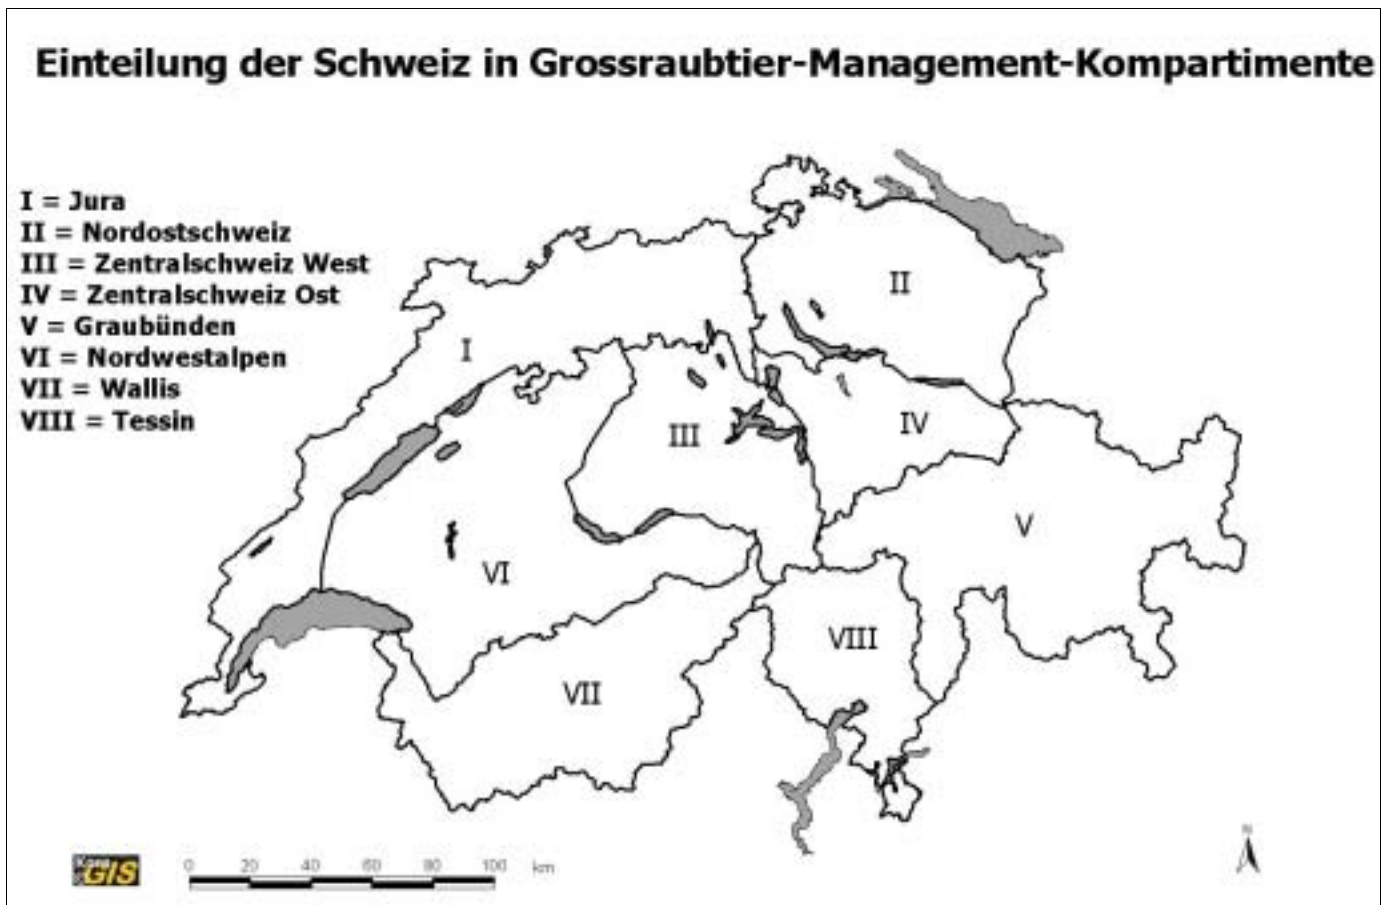 Einteilung der Schweiz in Grossraubtier-Management-Kompartimente
I = Jura
II = Nordostschweiz
III = Zentralschweiz West
IV = Zentralschweiz Ost
V = Graubünden
VI = Nordwestalpen
VII = Wallis
VIII = Tessin
II
I
IV
III
V
VI
VIII
VII
GIS
0 20 40 60 80 100 km
N